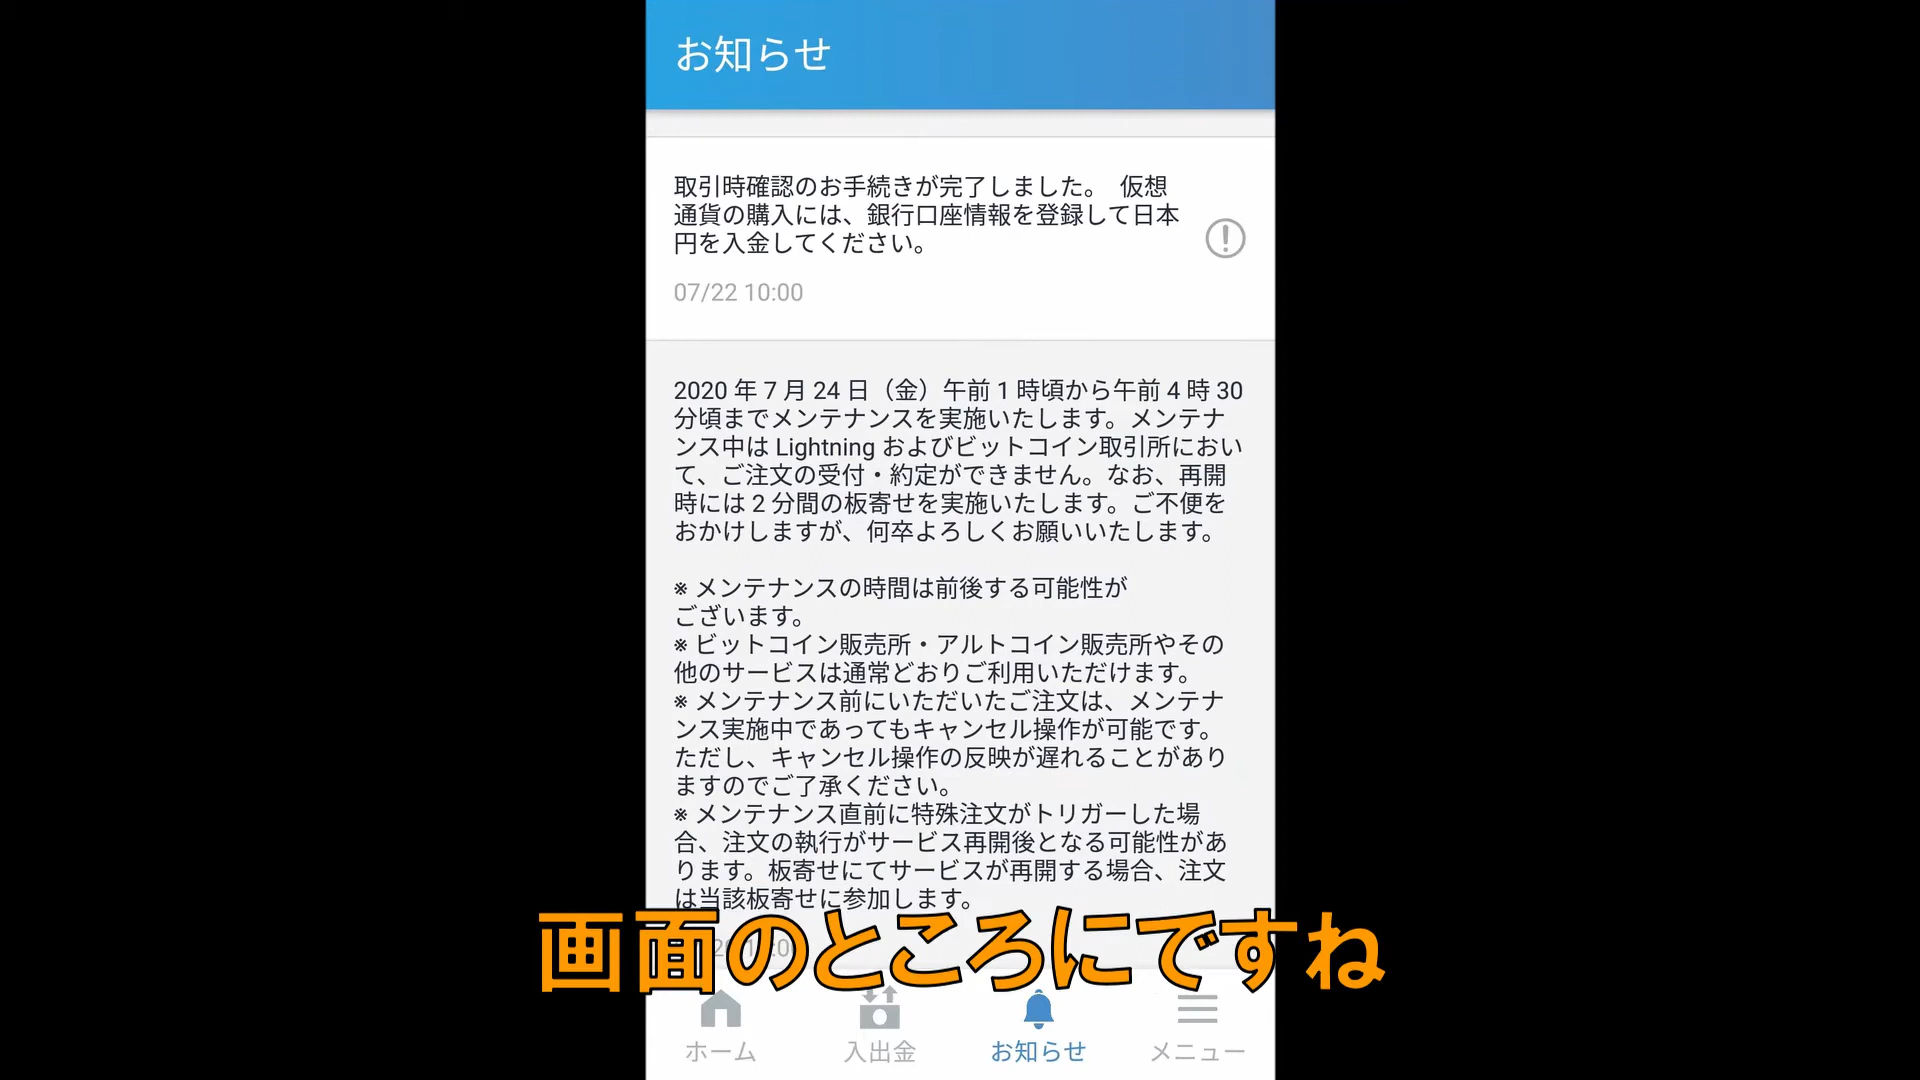 お知らせ
取引時確認のお手続きが完了しました。 仮想
通貨の購入には、銀行口座情報を登録して日本
円を入金してください。
07/22 10:00
2020 年 7 月 24 日（金）午前 1 時頃から午前 4 時 30
分頃までメンテナンスを実施いたします。メンテナ
ンス中は Lightning およびビットコイン取引所におい
て、ご注文の受付・約定ができません。なお、再開
時には 2 分間の板寄せを実施いたします。ご不便を
おかけしますが、何卒よろしくお願いいたします。
※ メンテナンスの時間は前後する可能性が
ございます。
※ ビットコイン販売所・アルトコイン販売所やその
他のサービスは通常どおりご利用いただけます。
※ メンテナンス前にいただいたご注文は、メンテナ
ンス実施中であってもキャンセル操作が可能です。
ただし、キャンセル操作の反映が遅れることがあり
ますのでご了承ください。
※ メンテナンス直前に特殊注文がトリガーした場
合、注文の執行がサービス再開後となる可能性があ
ります。板寄せにてサービスが再開する場合、注文
は当該板寄せに参加します。
画面のところにですね
ホーム
入出金
お知らせ
メニュー